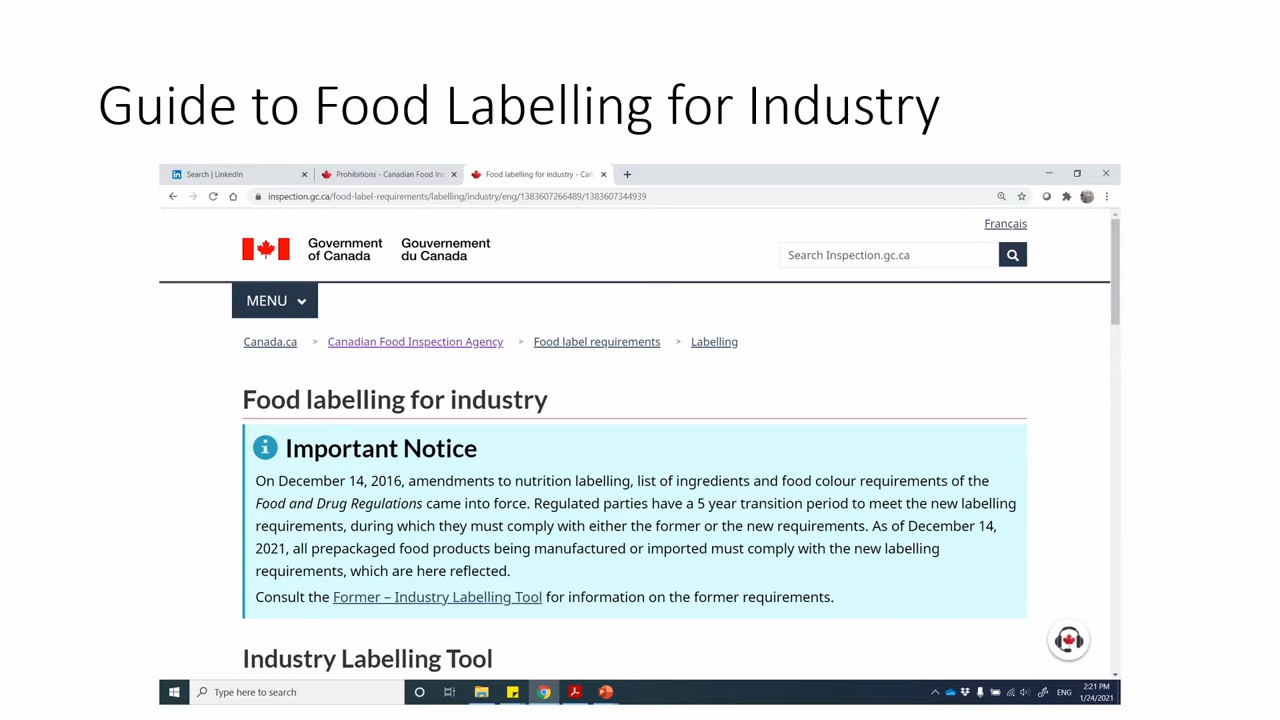 Guide to Food Labelling for Industry
Search | LinkedIn
Prohibitions - Canadian Food Ins
Food labelling for industry - Can
inspection.gc.ca/food-label-requirements/labelling/industry/eng/1383607266489/1383607344939
Français
Government of Canada
Gouvernement du Canada
Search Inspection.gc.ca
MENU
Canada.ca > Canadian Food Inspection Agency > Food label requirements > Labelling
Food labelling for industry
Important Notice
On December 14, 2016, amendments to nutrition labelling, list of ingredients and food colour requirements of the
Food and Drug Regulations came into force. Regulated parties have a 5 year transition period to meet the new labelling
requirements, during which they must comply with either the former or the new requirements. As of December 14,
2021, all prepackaged food products being manufactured or imported must comply with the new labelling
requirements, which are here reflected.
Consult the Former – Industry Labelling Tool for information on the former requirements.
Industry Labelling Tool
Type here to search
ENG
2:21 PM
1/24/2021